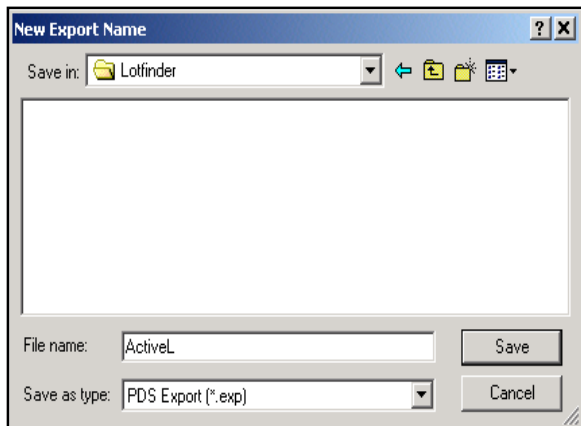 New Export Name ? X
Save in: Lotfinder
File name: ActiveL Save
Save as type: PDS Export (*.exp) Cancel